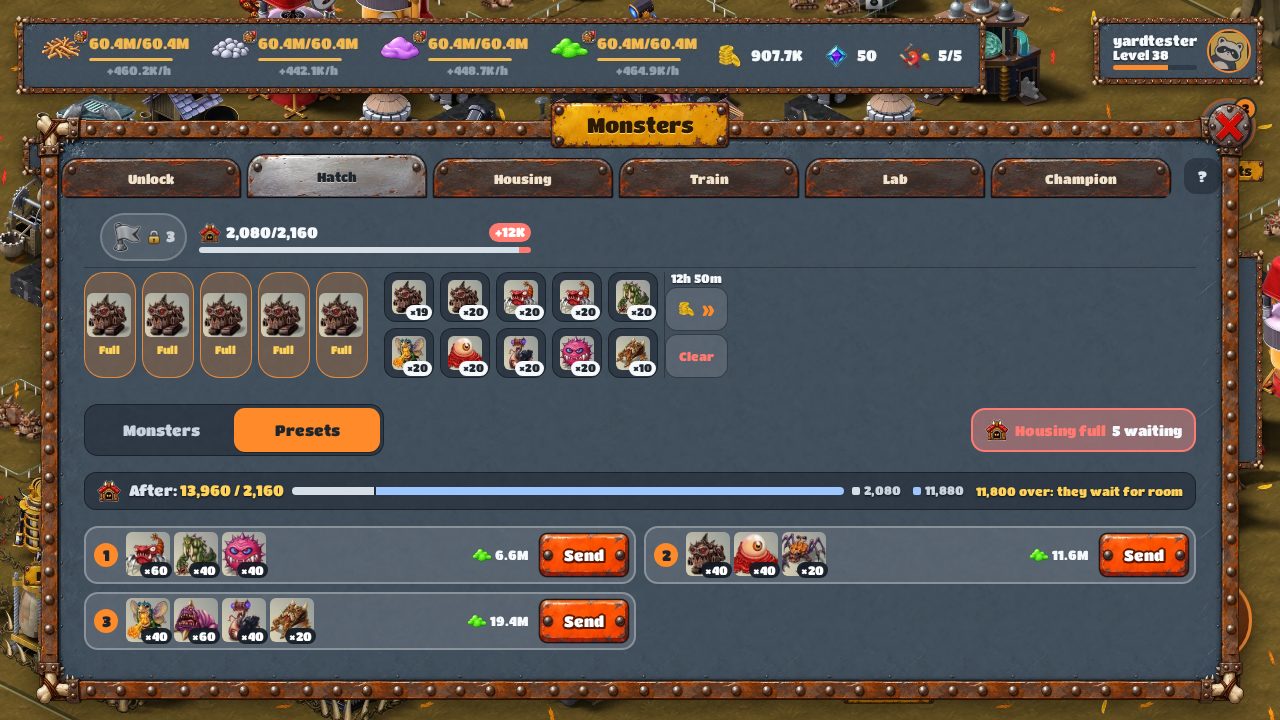 60.4M/60.4M
+460.2K/h
60.4M/60.4M
+442.1K/h
60.4M/60.4M
+448.7K/h
60.4M/60.4M
+464.9K/h
907.7K
50
5/5
yardtester
Level 38
Monsters
Unlock
Hatch
Housing
Train
Lab
Champion
?
3
2,080/2,160
+12K
Full
Full
Full
Full
Full
×19
×20
×20
×20
×20
×20
×20
×20
×20
×10
12h 50m
Clear
Monsters
Presets
Housing full 5 waiting
After: 13,960 / 2,160
2,080
11,880
11,800 over: they wait for room
1
×60
×40
×40
6.6M
Send
2
×40
×40
×20
11.6M
Send
3
×40
×60
×40
×20
19.4M
Send